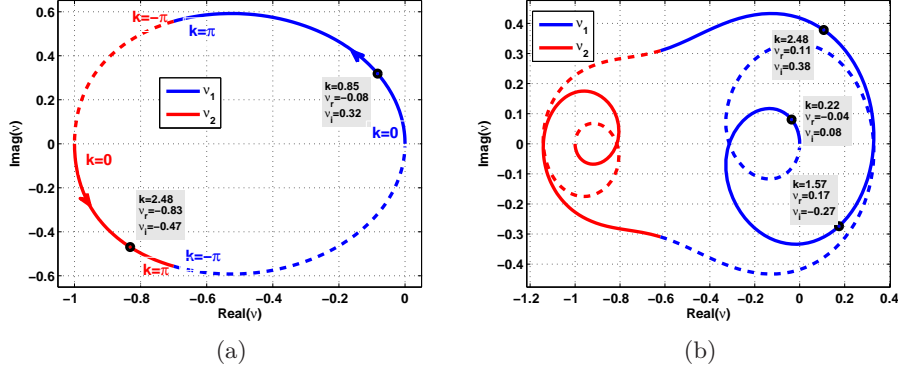 0.6
0.4
0.2
0
−0.2
−0.4
−0.6
Imag(ν)
k=−π
k=π
ν₁
ν₂
k=0.85
νᵣ=−0.08
νᵢ=0.32
k=0
k=0
k=2.48
νᵣ=−0.83
νᵢ=−0.47
k=−π
k=π
−1
−0.8
−0.6
−0.4
−0.2
0
Real(ν)
(a)
0.4
0.3
0.2
0.1
0
−0.1
−0.2
−0.3
−0.4
Imag(ν)
ν₁
ν₂
k=2.48
νᵣ=0.11
νᵢ=0.38
k=0.22
νᵣ=−0.04
νᵢ=0.08
k=1.57
νᵣ=0.17
νᵢ=−0.27
−1.2
−1
−0.8
−0.6
−0.4
−0.2
0
0.2
0.4
Real(ν)
(b)